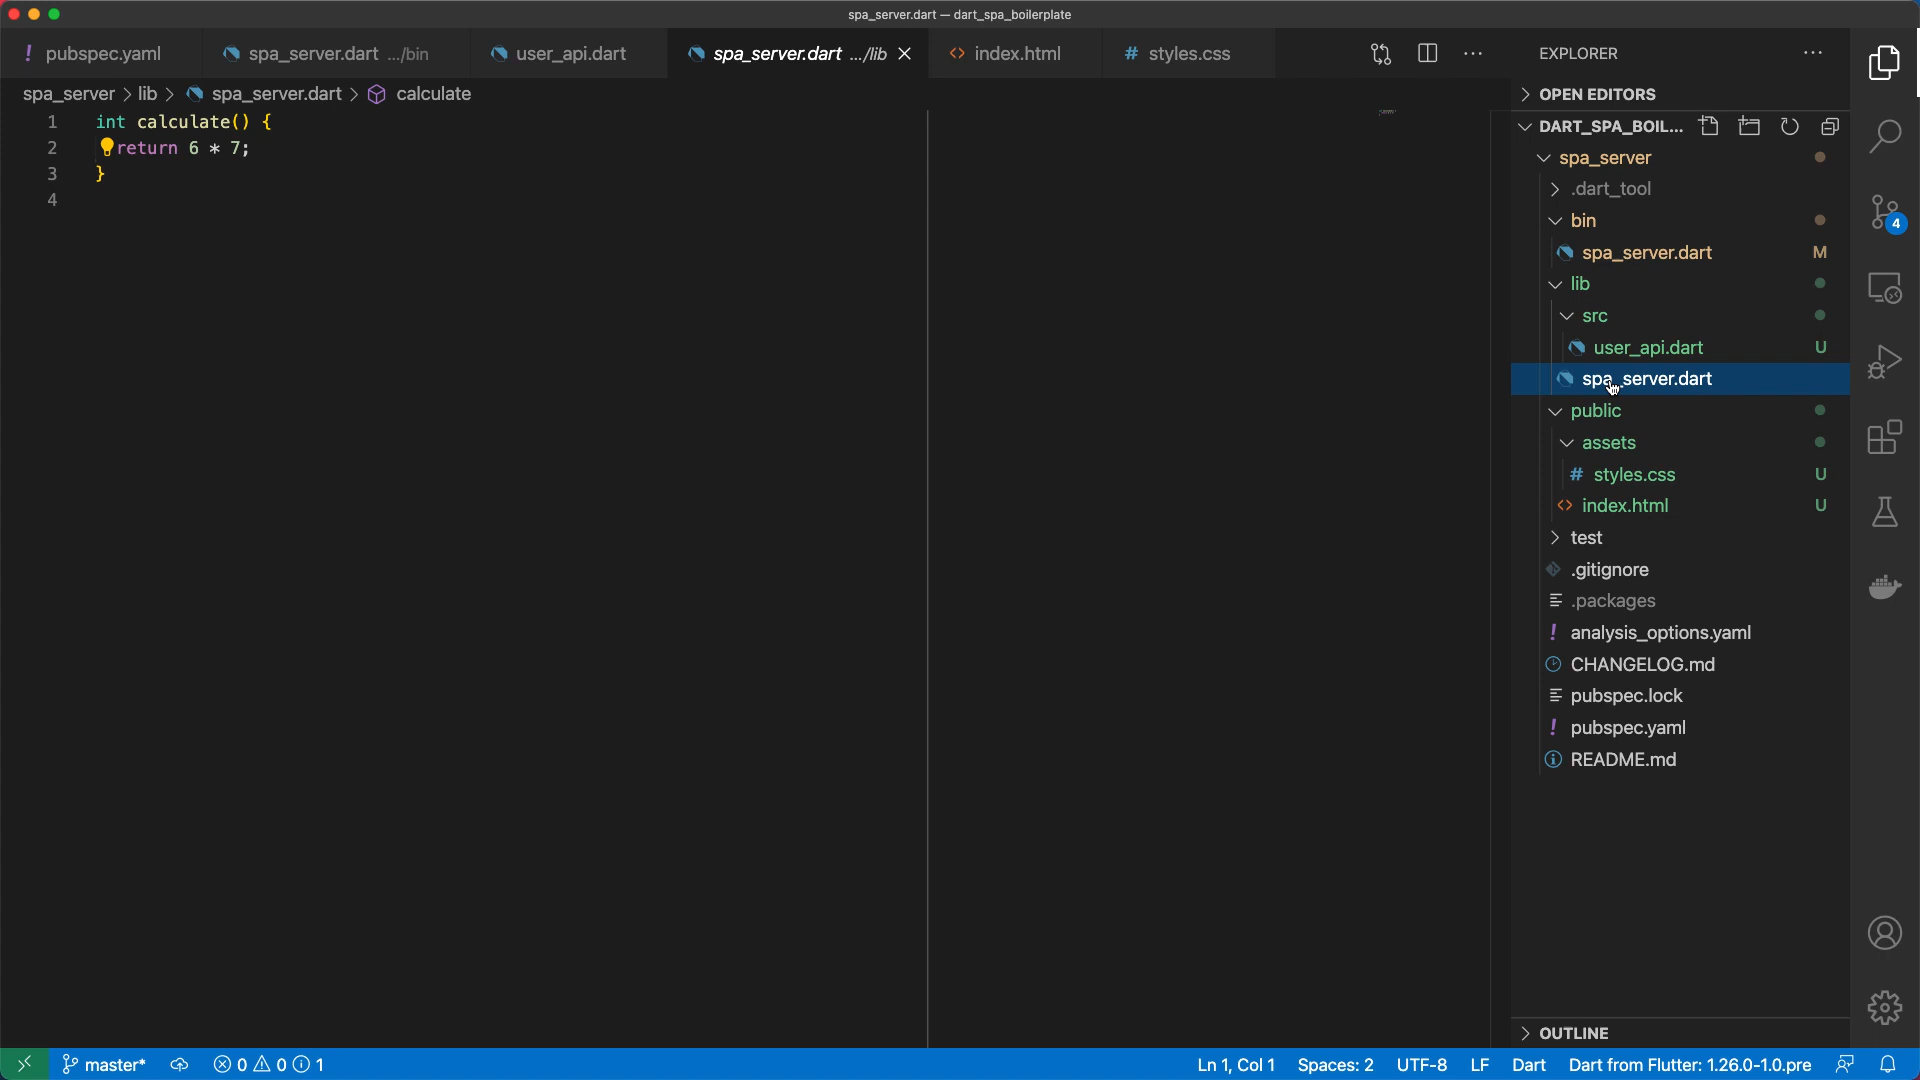 spa_server.dart — dart_spa_boilerplate
! pubspec.yaml
spa_server.dart .../bin
user_api.dart
spa_server.dart .../lib
<> index.html
# styles.css
EXPLORER
spa_server > lib > spa_server.dart > calculate
OPEN EDITORS
1 int calculate() {
2 return 6 * 7;
3 }
4
DART_SPA_BOIL...
spa_server
.dart_tool
bin
spa_server.dart M
lib
src
user_api.dart U
spa_server.dart
public
assets
# styles.css U
<> index.html U
test
.gitignore
.packages
! analysis_options.yaml
CHANGELOG.md
pubspec.lock
! pubspec.yaml
README.md
4
OUTLINE
master* 0 0 1
Ln 1, Col 1 Spaces: 2 UTF-8 LF Dart Dart from Flutter: 1.26.0-1.0.pre